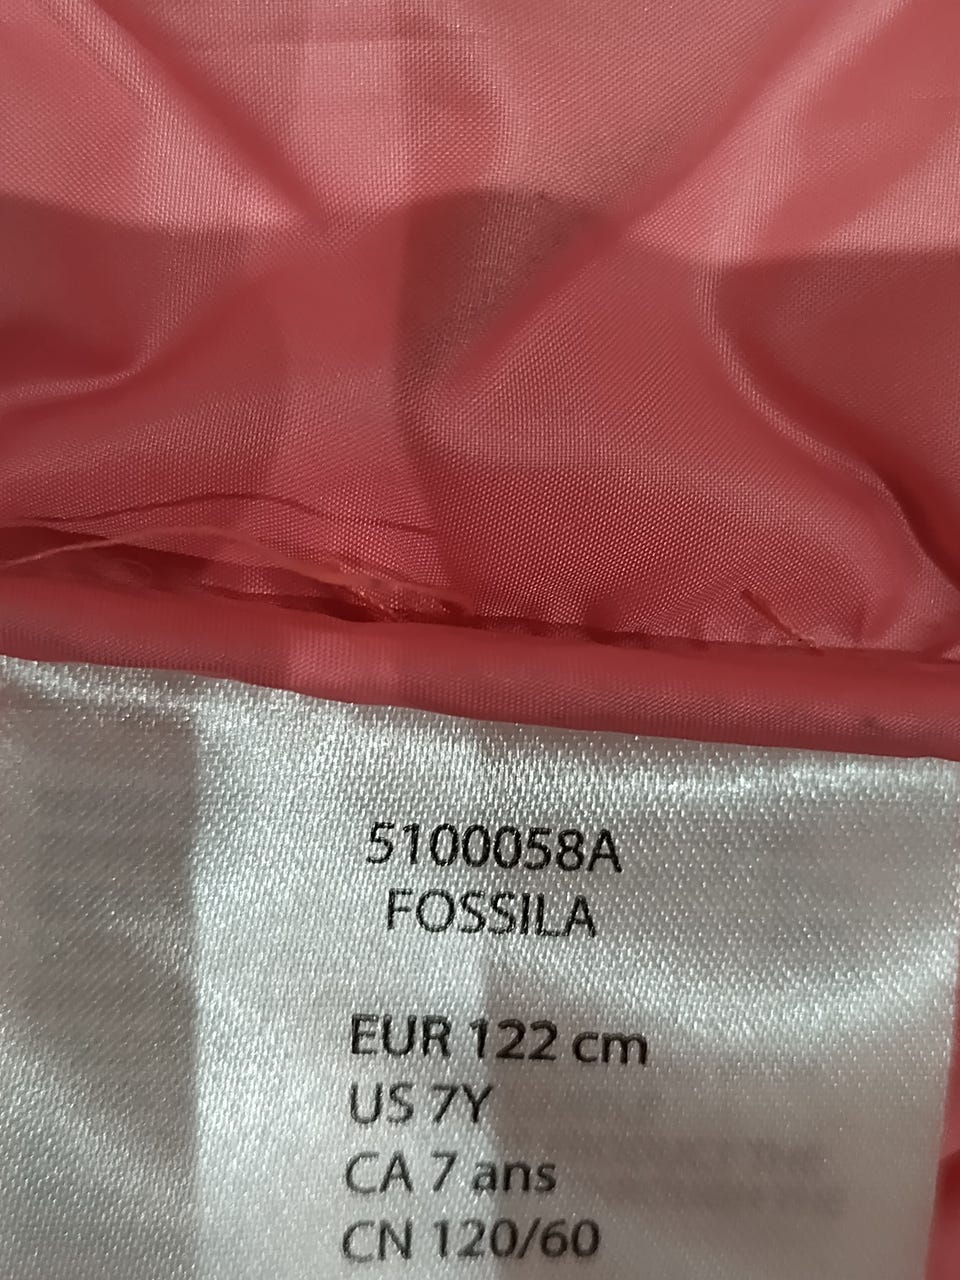 5100058A
FOSSILA
EUR 122 cm
US 7Y
CA 7 ans
CN 120/60